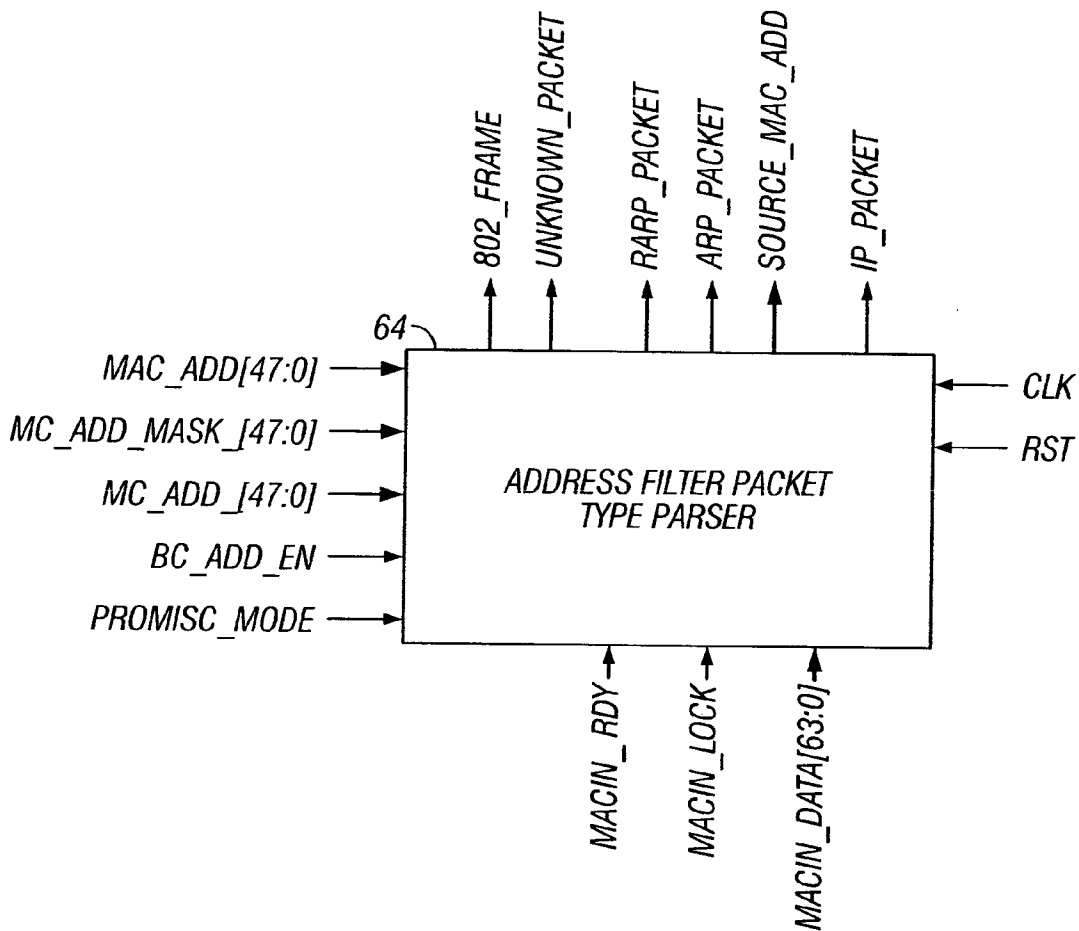 802_FRAME
UNKNOWN_PACKET
RARP_PACKET
ARP_PACKET
SOURCE_MAC_ADD
IP_PACKET
64
MAC_ADD[47:0]
MC_ADD_MASK_[47:0]
MC_ADD_[47:0]
BC_ADD_EN
PROMISC_MODE
ADDRESS FILTER PACKET
TYPE PARSER
CLK
RST
MACIN_RDY
MACIN_LOCK
MACIN_DATA[63:0]